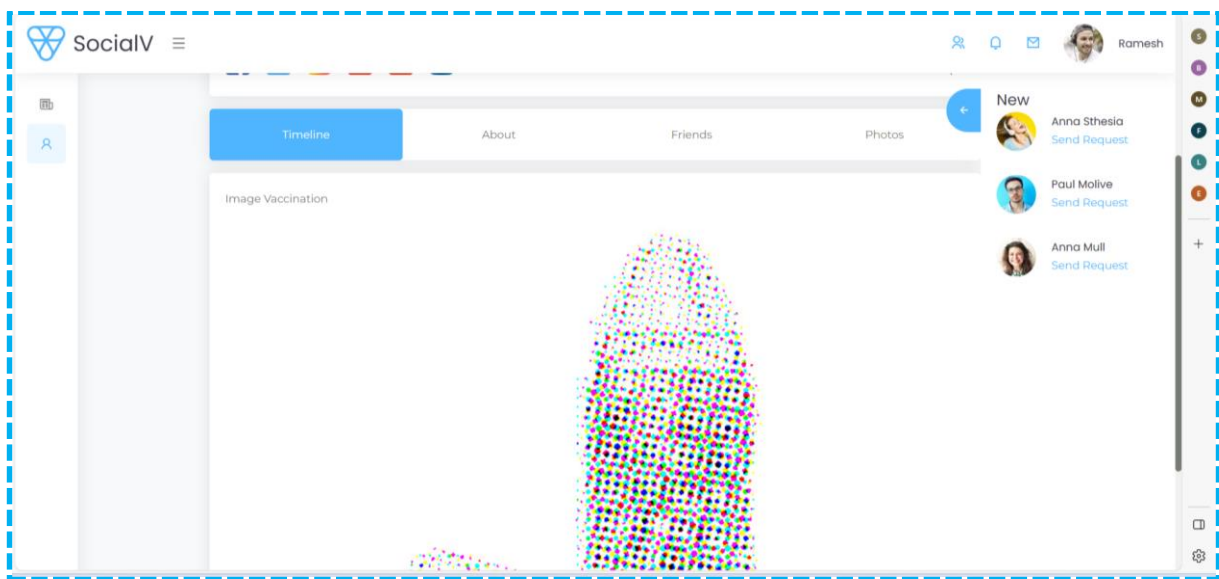 SocialV
Ramesh
S
B
M
F
L
E
Timeline
About
Friends
Photos
New
Anna Sthesia
Send Request
Paul Molive
Send Request
Anna Mull
Send Request
Image Vaccination